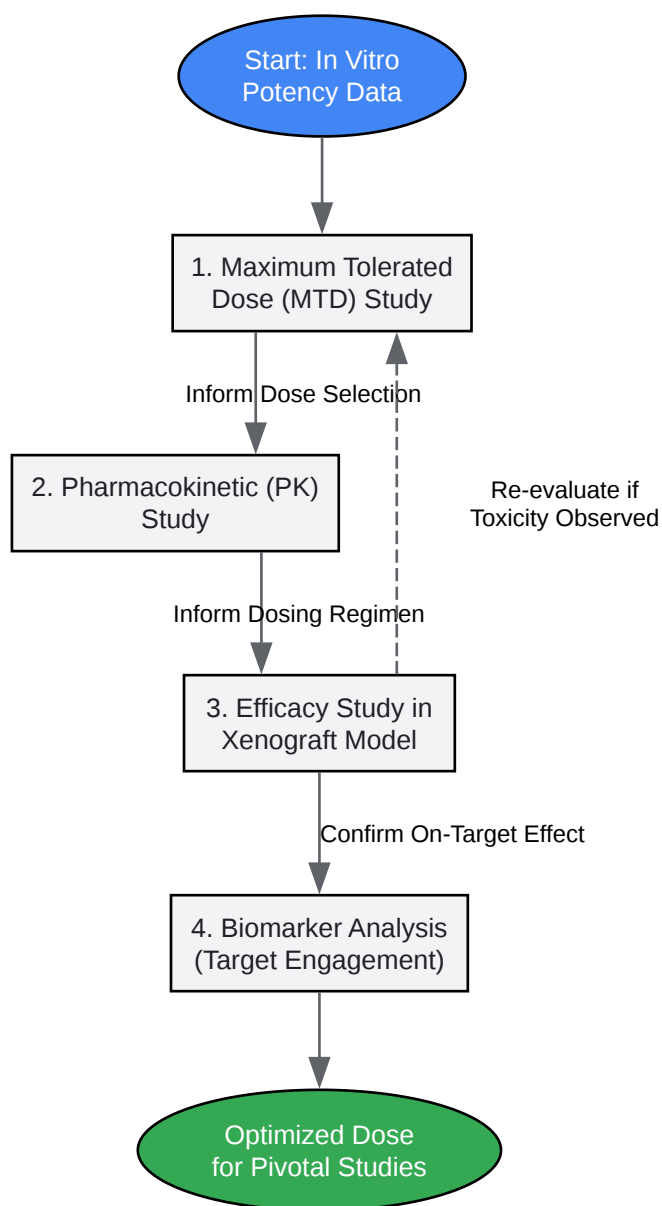 Start: In Vitro
Potency Data
1. Maximum Tolerated
Dose (MTD) Study
Inform Dose Selection
2. Pharmacokinetic (PK)
Study
Re-evaluate if
Toxicity Observed
Inform Dosing Regimen
3. Efficacy Study in
Xenograft Model
Confirm On-Target Effect
4. Biomarker Analysis
(Target Engagement)
Optimized Dose
for Pivotal Studies